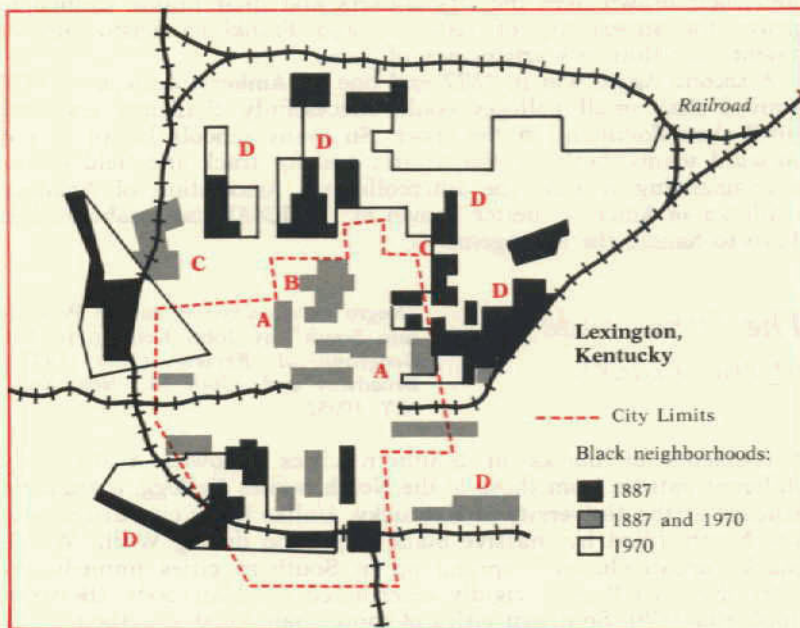 Railroad
D
D
D
C
C
B
D
A
Lexington,
Kentucky
A
City Limits
Black neighborhoods:
D
1887
1887 and 1970
D
1970